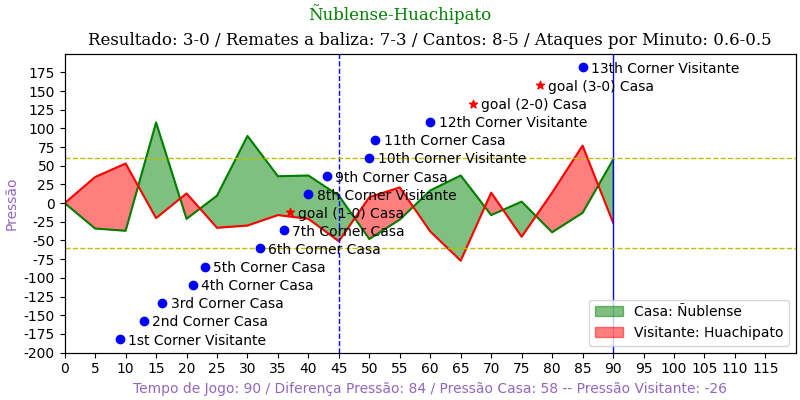 Ñublense-Huachipato
Resultado: 3-0 / Remates a baliza: 7-3 / Cantos: 8-5 / Ataques por Minuto: 0.6-0.5
Pressão
175
150
125
100
75
50
25
0
-25
-50
-75
-100
-125
-150
-175
-200
13th Corner Visitante
goal (3-0) Casa
goal (2-0) Casa
12th Corner Visitante
11th Corner Casa
10th Corner Visitante
9th Corner Casa
8th Corner Visitante
goal (1-0) Casa
7th Corner Casa
6th Corner Casa
5th Corner Casa
4th Corner Casa
3rd Corner Casa
2nd Corner Casa
1st Corner Visitante
Casa: Ñublense
Visitante: Huachipato
0 5 10 15 20 25 30 35 40 45 50 55 60 65 70 75 80 85 90 95 100 105 110 115
Tempo de Jogo: 90 / Diferença Pressão: 84 / Pressão Casa: 58 -- Pressão Visitante: -26